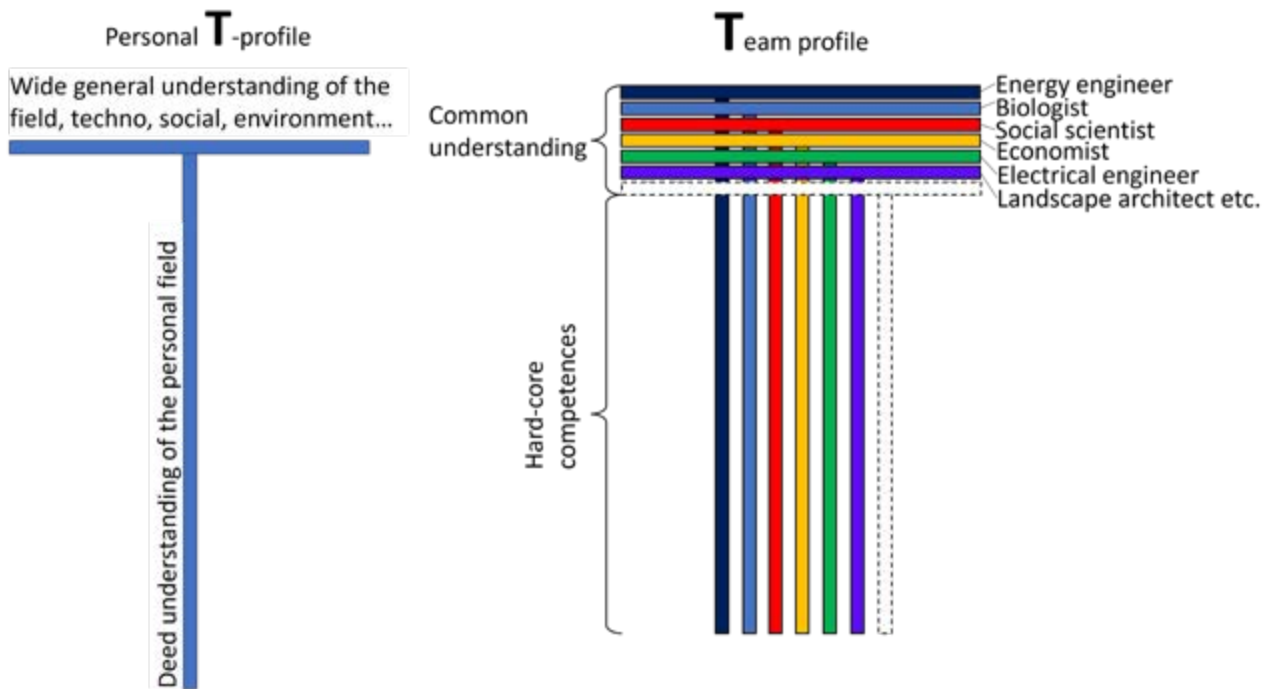 Personal T-profile
Wide general understanding of the
field, techno, social, environment...
Deed understanding of the personal field
Team profile
Common
understanding
Energy engineer
Biologist
Social scientist
Economist
Electrical engineer
Landscape architect etc.
Hard-core
competences